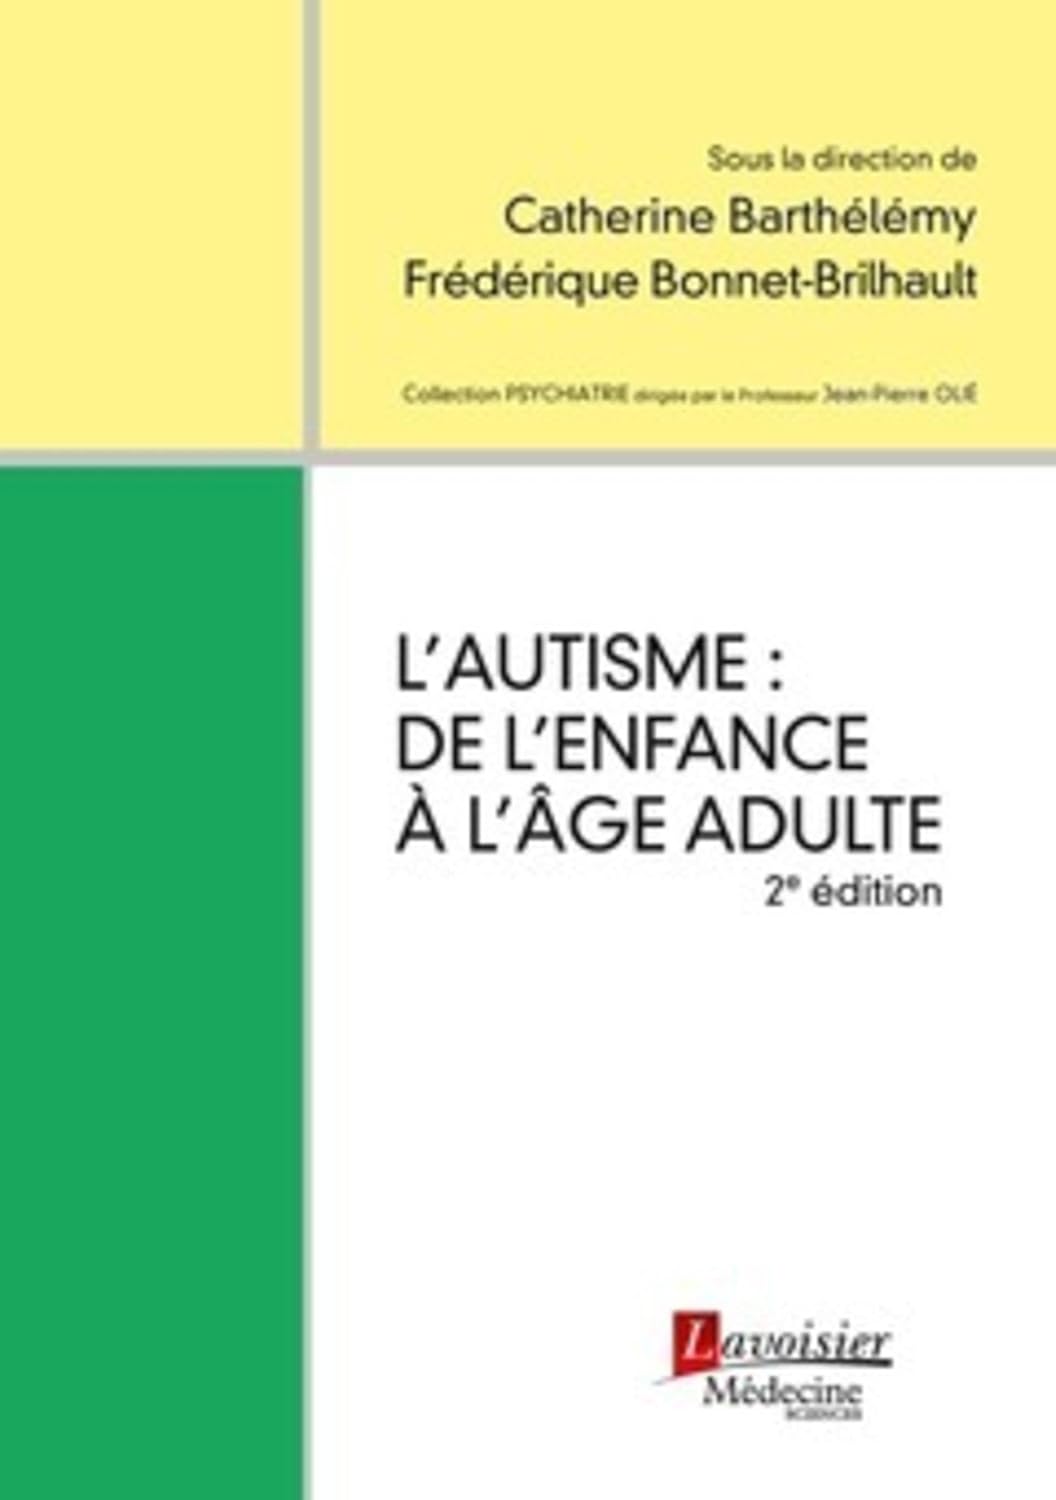 Sous la direction de
Catherine Barthélémy
Frédérique Bonnet-Brilhault
Collection PSYCHIATRIE dirigée par le Professeur Jean-Pierre OLIÉ
L'AUTISME :
DE L'ENFANCE
À L'ÂGE ADULTE
2e édition
Lavoisier
Médecine
SCIENCES